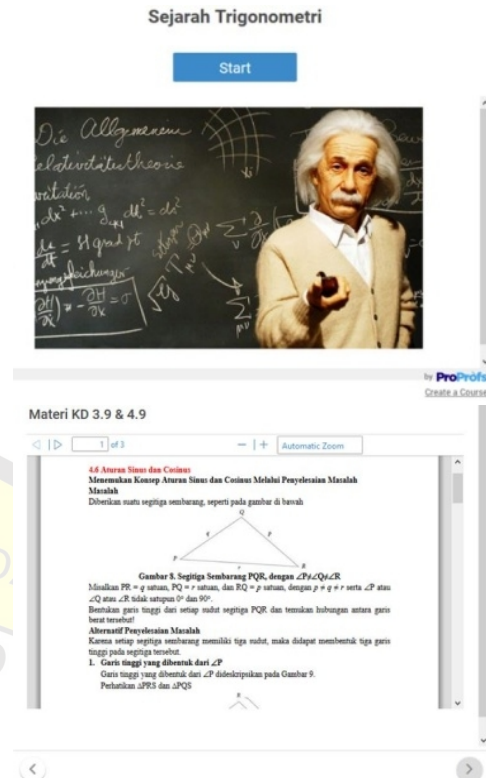 Sejarah Trigonometri
Start
Die Allgemeine
by ProProfs
Create a Course
Materi KD 3.9 & 4.9
1 of 3
Automatic Zoom
4.6 Aturan Sinus dan Cosinus
Menemukan Konsep Aturan Sinus dan Cosinus Melalui Penyelesaian Masalah
Masalah
Diberikan suatu segitiga sembarang, seperti pada gambar di bawah
Q
P
R
Gambar 8. Segitiga Sembarang PQR, dengan ∠P≠∠Q≠∠R
Misalkan PR = q satuan, PQ = r satuan, dan RQ = p satuan, dengan p ≠ q ≠ r serta ∠P atau
∠Q atau ∠R tidak satupun 0° dan 90°.
Bentukan garis tinggi dari setiap sudut segitiga PQR dan temukan hubungan antara garis
berat tersebut!
Alternatif Penyelesaian Masalah
Karena setiap segitiga sembarang memiliki tiga sudut, maka didapat membentuk tiga garis
tinggi pada segitiga tersebut.
1. Garis tinggi yang dibentuk dari ∠P
Garis tinggi yang dibentuk dari ∠P dideskripsikan pada Gambar 9.
Perhatikan ΔPRS dan ΔPQS
R